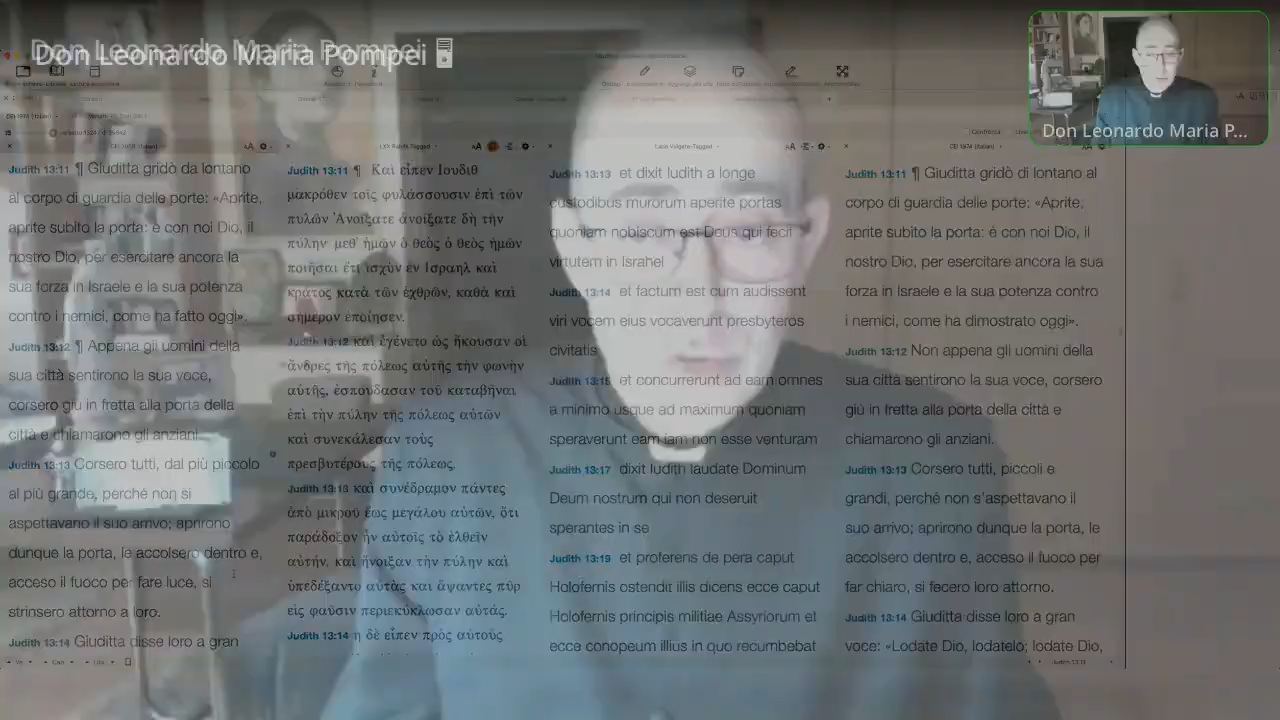 Don Leonardo Maria Pompei
Don Leonardo Maria P...
Judith 13:11 ¶ Giuditta gridò da lontano
al corpo di guardia delle porte: «Aprite,
aprite subito la porta: è con noi Dio, il
nostro Dio, per esercitare ancora la
sua forza in Israele e la sua potenza
contro i nemici, come ha fatto oggi».
Judith 13:12 ¶ Appena gli uomini della
sua città sentirono la sua voce,
corsero giù in fretta alla porta della
città e chiamarono gli anziani.
Judith 13:13 Corsero tutti, dal più piccolo
al più grande, perché non si
aspettavano il suo arrivo; aprirono
dunque la porta, le accolsero dentro e,
acceso il fuoco per fare luce, si
strinsero attorno a loro.
Judith 13:14 Giuditta disse loro a gran
LXX Rahlfs Tagged
Judith 13:11 ¶ Καὶ εἶπεν Ιουδιθ
μακρόθεν τοῖς φυλάσσουσιν ἐπὶ τῶν
πυλῶν Ἀνοίξατε ἀνοίξατε δὴ τὴν
πύλην· μεθ᾽ ἡμῶν ὁ θεὸς ὁ θεὸς ἡμῶν
ποιῆσαι ἔτι ἰσχὺν ἐν Ισραηλ καὶ
κράτος κατὰ τῶν ἐχθρῶν, καθὰ καὶ
σήμερον ἐποίησεν.
Judith 13:12 καὶ ἐγένετο ὡς ἤκουσαν οἱ
ἄνδρες τῆς πόλεως αὐτῆς τὴν φωνὴν
αὐτῆς, ἐσπούδασαν τοῦ καταβῆναι
ἐπὶ τὴν πύλην τῆς πόλεως αὐτῶν
καὶ συνεκάλεσαν τοὺς
πρεσβυτέρους τῆς πόλεως.
Judith 13:13 καὶ συνέδραμον πάντες
ἀπὸ μικροῦ ἕως μεγάλου αὐτῶν, ὅτι
παράδοξον ἦν αὐτοῖς τὸ ἐλθεῖν
αὐτήν, καὶ ἤνοιξαν τὴν πύλην καὶ
ὑπεδέξαντο αὐτὰς καὶ ἅψαντες πῦρ
εἰς φαῦσιν περιεκύκλωσαν αὐτάς.
Judith 13:14 ἡ δὲ εἶπεν πρὸς αὐτοὺς
Latin Vulgate-Tagged
Judith 13:13 et dixit Iudith a longe
custodibus murorum aperite portas
quoniam nobiscum est Deus qui fecit
virtutem in Israhel
Judith 13:14 et factum est cum audissent
viri vocem eius vocaverunt presbyteros
civitatis
Judith 13:15 et concurrerunt ad eam omnes
a minimo usque ad maximum quoniam
speraverunt eam iam non esse venturam
Judith 13:17 dixit Iudith laudate Dominum
Deum nostrum qui non deseruit
sperantes in se
Judith 13:19 et proferens de pera caput
Holofernis ostendit illis dicens ecce caput
Holofernis principis militiae Assyriorum et
ecce conopeum illius in quo recumbebat
CEI 1974 (Italian)
Judith 13:11 ¶ Giuditta gridò di lontano al
corpo di guardia delle porte: «Aprite,
aprite subito la porta: é con noi Dio, il
nostro Dio, per esercitare ancora la sua
forza in Israele e la sua potenza contro
i nemici, come ha dimostrato oggi».
Judith 13:12 Non appena gli uomini della
sua città sentirono la sua voce, corsero
giù in fretta alla porta della città e
chiamarono gli anziani.
Judith 13:13 Corsero tutti, piccoli e
grandi, perché non s'aspettavano il
suo arrivo; aprirono dunque la porta, le
accolsero dentro e, acceso il fuoco per
far chiaro, si fecero loro attorno.
Judith 13:14 Giuditta disse loro a gran
voce: «Lodate Dio, lodatelo; lodate Dio,
Judith 13:13